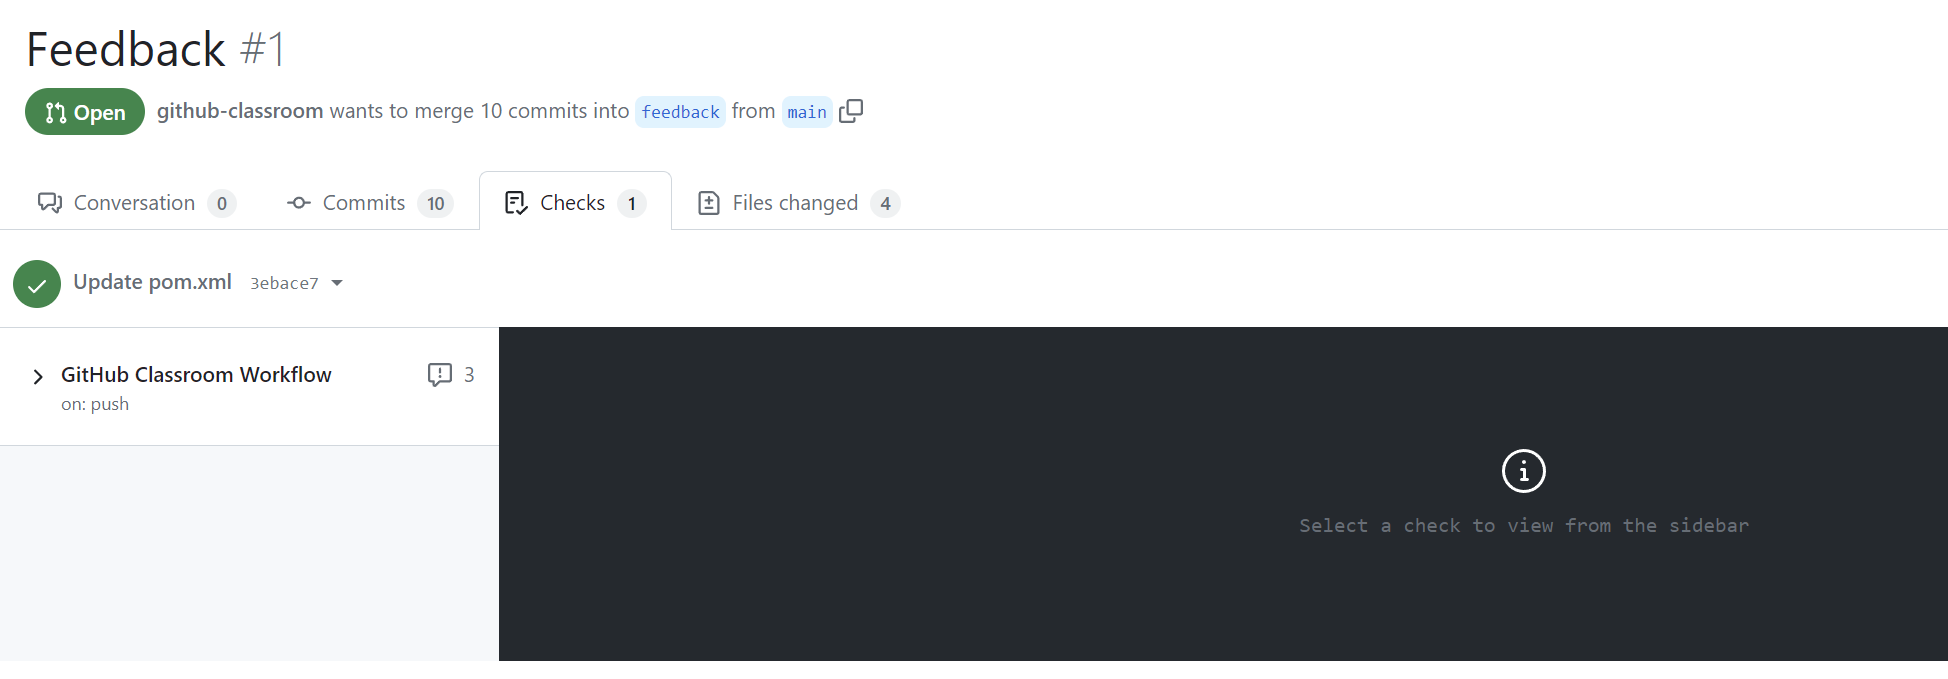 Feedback #1
Open github-classroom wants to merge 10 commits into feedback from main
Conversation 0 Commits 10 Checks 1 Files changed 4
Update pom.xml 3ebace7
GitHub Classroom Workflow 3
on: push
Select a check to view from the sidebar